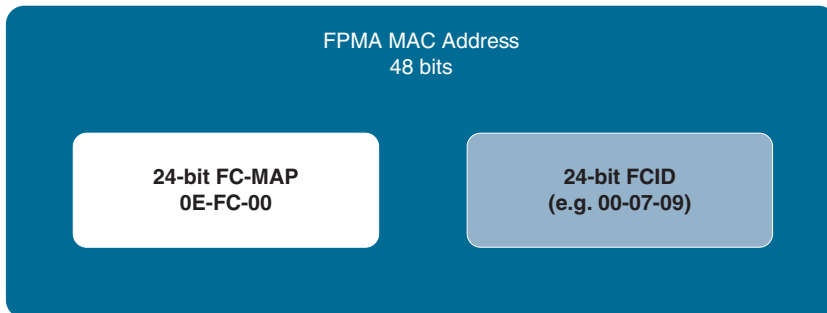 FPMA MAC Address
48 bits
24-bit FC-MAP
0E-FC-00
24-bit FCID
(e.g. 00-07-09)